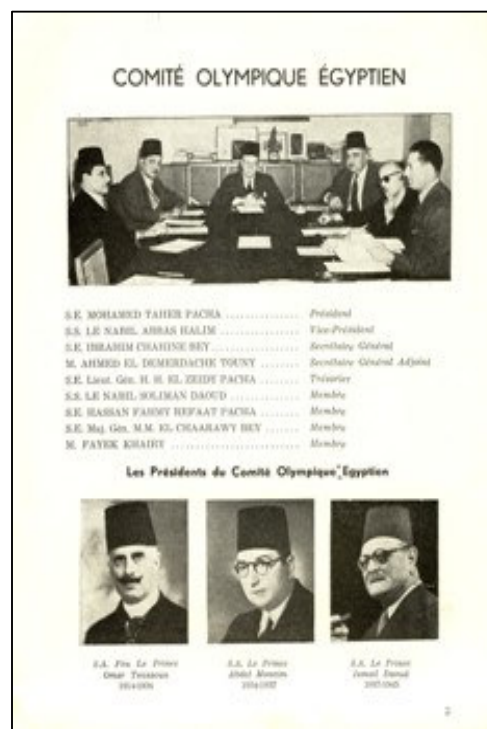 COMITÉ OLYMPIQUE ÉGYPTIEN
S.E. MOHAMED TAHER PACHA ............... Président
S.S. LE NABIL ABBAS HALIM ............... Vice-Président
S.E. IBRAHIM CHAHINE BEY ............... Secrétaire Général
M. AHMED EL DEMERDACHE TOUNY ........ Secrétaire Général Adjoint
S.E. Lieut. Gén. H. H. EL ZEIDY PACHA ........ Trésorier
S.S. LE NABIL SOLIMAN DAOUD ............ Membre
S.E. HASSAN FAHMY REFAAT PACHA ........ Membre
S.E. Maj. Gén. M.M. EL CHAARAWY BEY ....... Membre
M. FAYEK KHAIRY ......................... Membre
Les Présidents du Comité Olympique Egyptien
S.A. Feu Le Prince
Omar Toussoun
S.A. Le Prince
Abdel Moneim
S.A. Le Prince
Ismail Daoud